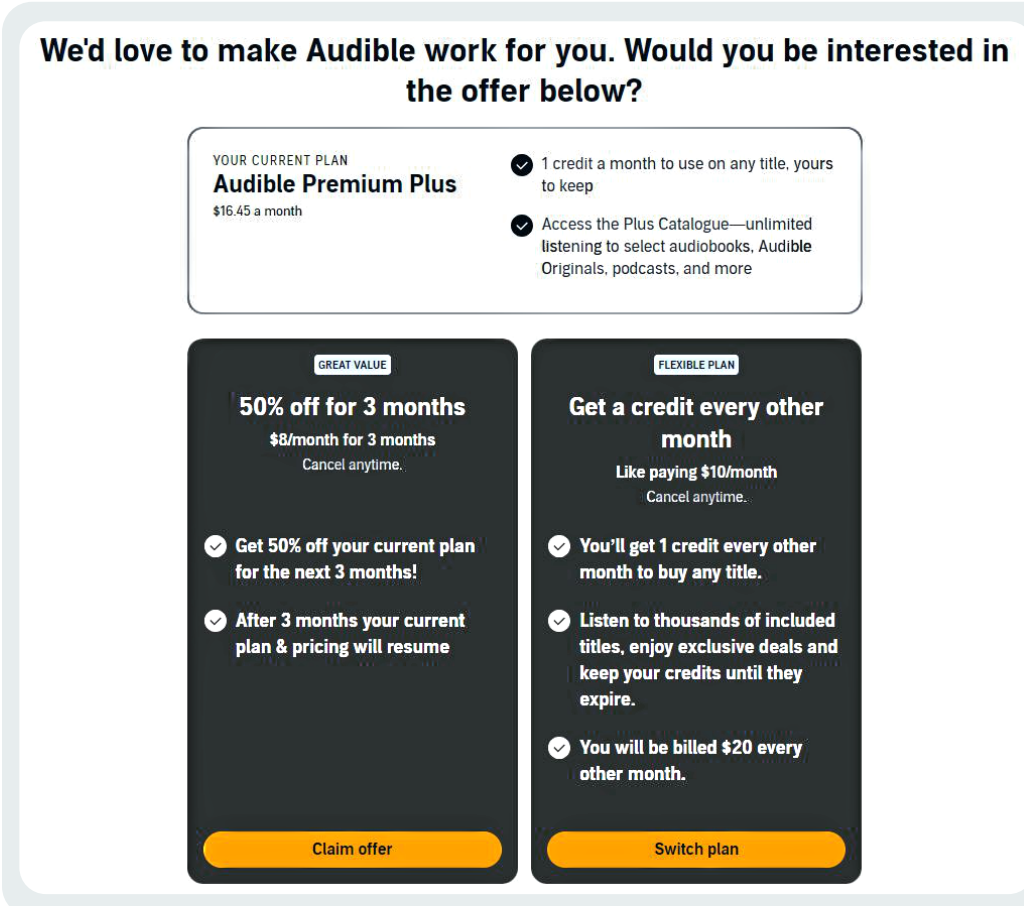 We'd love to make Audible work for you. Would you be interested in
the offer below?
YOUR CURRENT PLAN
Audible Premium Plus
$16.45 a month
1 credit a month to use on any title, yours
to keep
Access the Plus Catalogue—unlimited
listening to select audiobooks, Audible
Originals, podcasts, and more
GREAT VALUE
50% off for 3 months
$8/month for 3 months
Cancel anytime.
Get 50% off your current plan
for the next 3 months!
After 3 months your current
plan & pricing will resume
Claim offer
FLEXIBLE PLAN
Get a credit every other
month
Like paying $10/month
Cancel anytime.
You’ll get 1 credit every other
month to buy any title.
Listen to thousands of included
titles, enjoy exclusive deals and
keep your credits until they
expire.
You will be billed $20 every
other month.
Switch plan